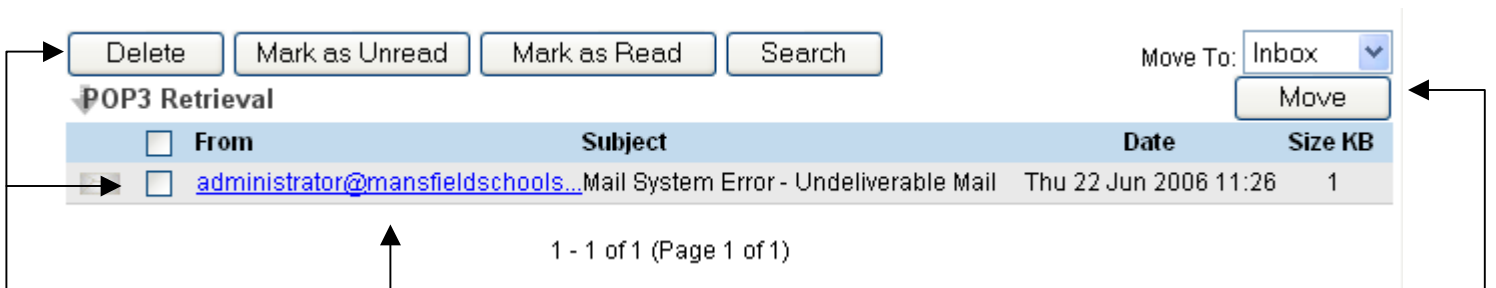 Delete Mark as Unread Mark as Read Search Move To: Inbox
POP3 Retrieval Move
From Subject Date Size KB
administrator@mansfieldschools...Mail System Error - Undeliverable Mail Thu 22 Jun 2006 11:26 1
1 - 1 of 1 (Page 1 of 1)